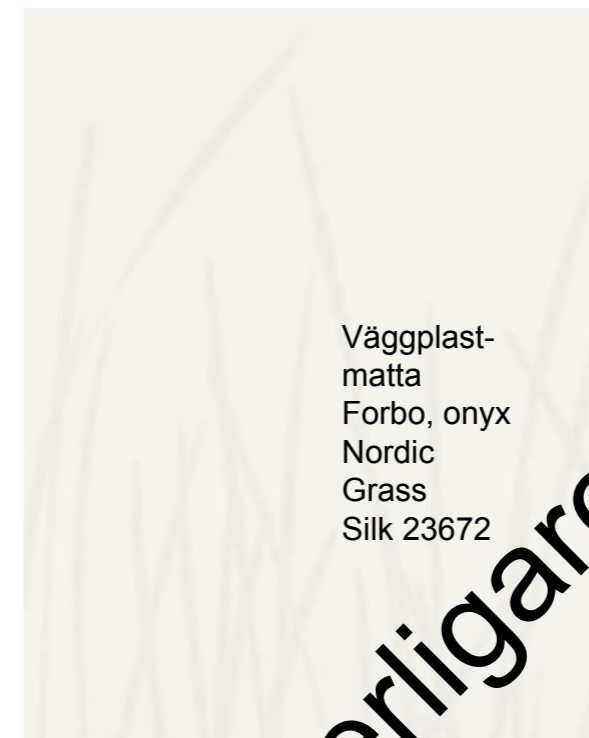 Väggplast-
matta
Forbo, onyx
Nordic
Grass
Silk 23672